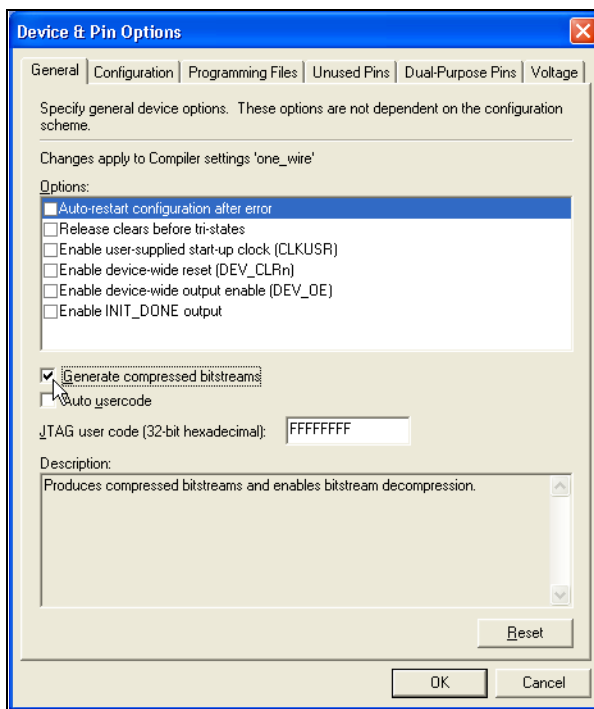 Device & Pin Options
General Configuration Programming Files Unused Pins Dual-Purpose Pins Voltage
Specify general device options. These options are not dependent on the configuration
scheme.
Changes apply to Compiler settings 'one_wire'
Options:
Auto-restart configuration after error
Release clears before tri-states
Enable user-supplied start-up clock (CLKUSR)
Enable device-wide reset (DEV_CLRn)
Enable device-wide output enable (DEV_OE)
Enable INIT_DONE output
Generate compressed bitstreams
Auto usercode
JTAG user code (32-bit hexadecimal): FFFFFFFF
Description:
Produces compressed bitstreams and enables bitstream decompression.
Reset
OK Cancel